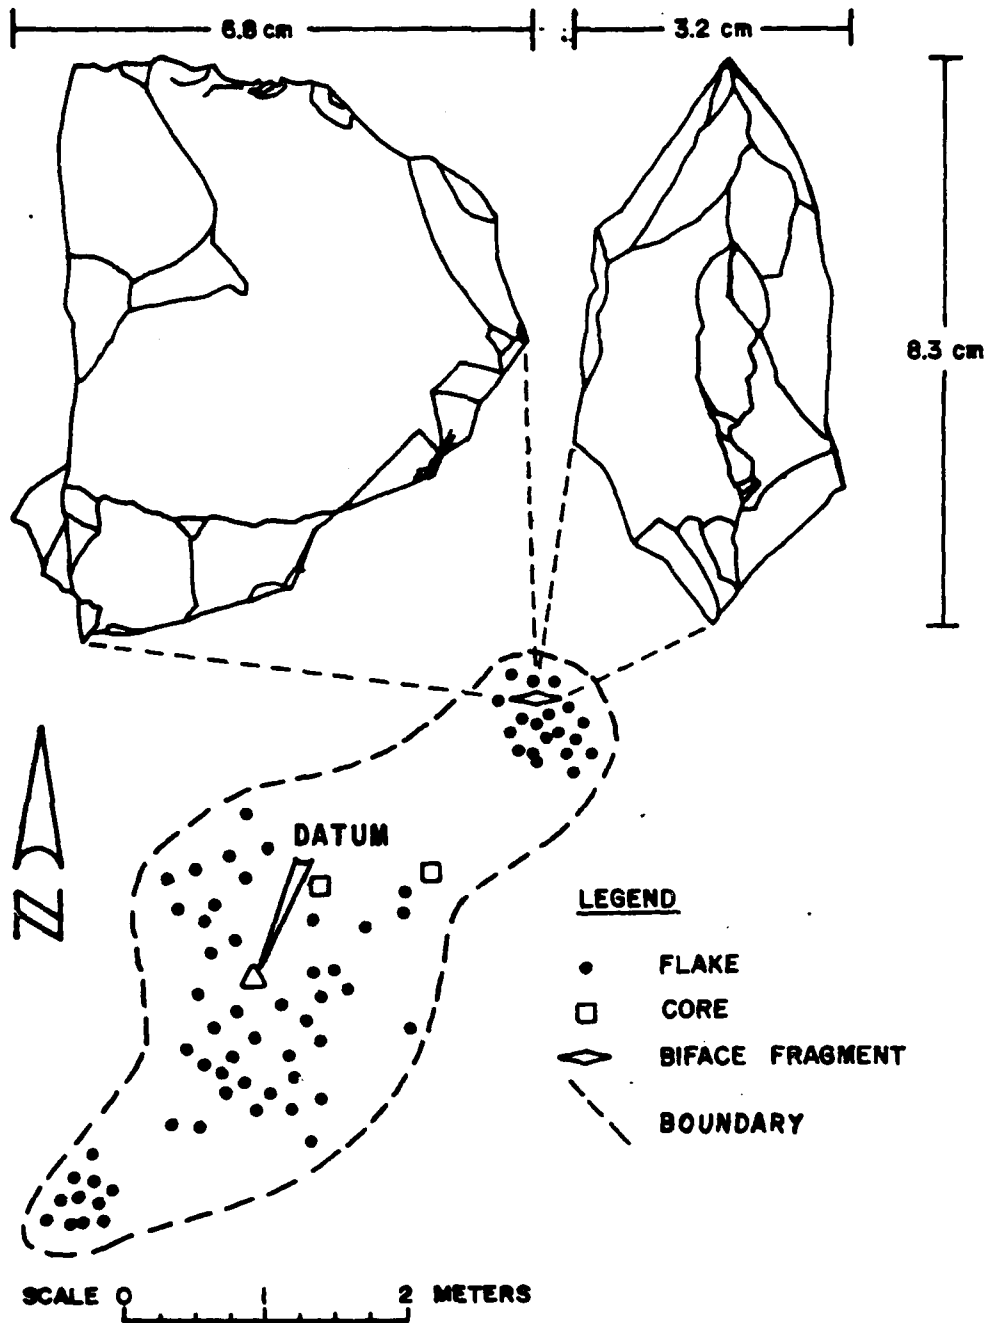 6.8 cm
3.2 cm
8.3 cm
DATUM
N
LEGEND
FLAKE
CORE
BIFACE FRAGMENT
BOUNDARY
SCALE 0 1 2 METERS